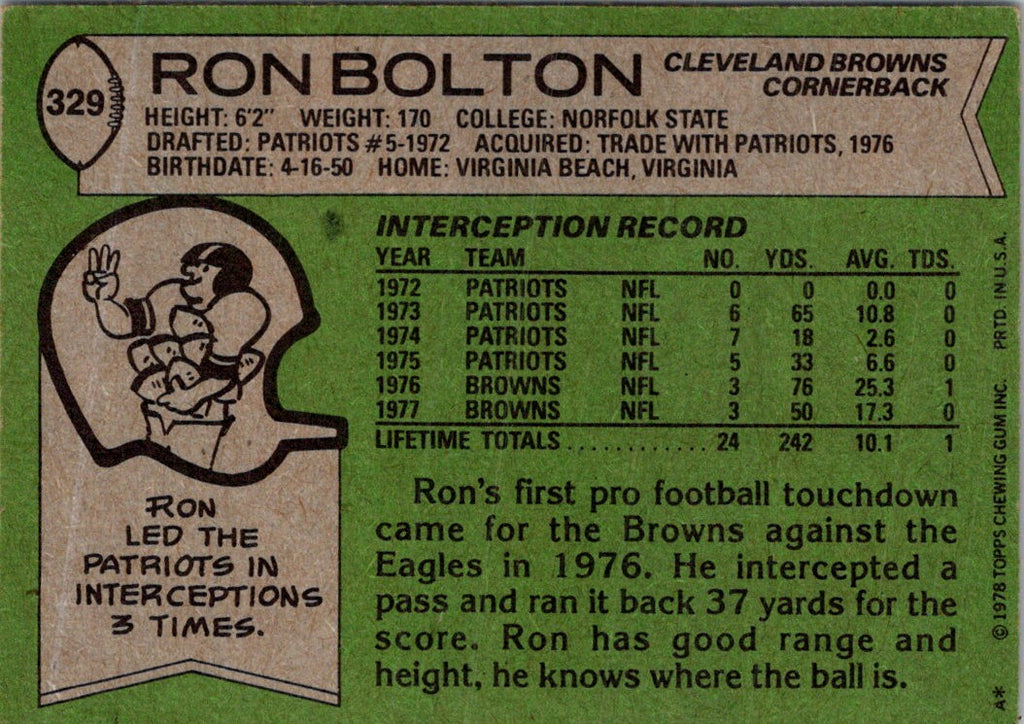 329
RON BOLTON
CLEVELAND BROWNS
CORNERBACK
HEIGHT: 6'2" WEIGHT: 170 COLLEGE: NORFOLK STATE
DRAFTED: PATRIOTS #5-1972 ACQUIRED: TRADE WITH PATRIOTS, 1976
BIRTHDATE: 4-16-50 HOME: VIRGINIA BEACH, VIRGINIA
INTERCEPTION RECORD
YEAR TEAM NO. YDS. AVG. TDS.
1972 PATRIOTS NFL 0 0 0.0 0
1973 PATRIOTS NFL 6 65 10.8 0
1974 PATRIOTS NFL 7 18 2.6 0
1975 PATRIOTS NFL 5 33 6.6 0
1976 BROWNS NFL 3 76 25.3 1
1977 BROWNS NFL 3 50 17.3 0
LIFETIME TOTALS.............. 24 242 10.1 1
RON
LED THE
PATRIOTS IN
INTERCEPTIONS
3 TIMES.
Ron's first pro football touchdown
came for the Browns against the
Eagles in 1976. He intercepted a
pass and ran it back 37 yards for the
score. Ron has good range and
height, he knows where the ball is.
A* © 1978 TOPPS CHEWING GUM INC. PRTD. IN U.S.A.